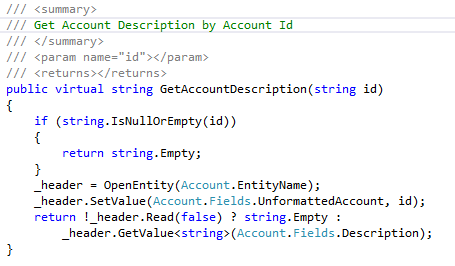 /// <summary>
/// Get Account Description by Account Id
/// </summary>
/// <param name="id"></param>
/// <returns></returns>
public virtual string GetAccountDescription(string id)
{
    if (string.IsNullOrEmpty(id))
    {
        return string.Empty;
    }
    _header = OpenEntity(Account.EntityName);
    _header.SetValue(Account.Fields.UnformattedAccount, id);
    return !_header.Read(false) ? string.Empty :
        _header.GetValue<string>(Account.Fields.Description);
}